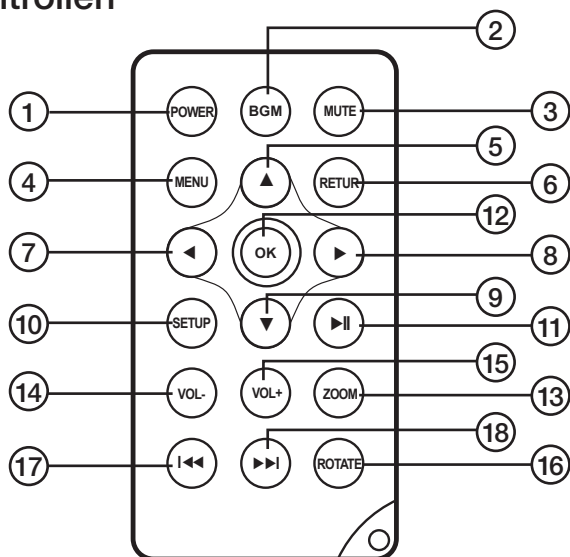 ② 
① POWER BGM MUTE ③
⑤
④ MENU ▲ RETUR ⑥
⑫
⑦ ◀ OK ▶ ⑧
⑨
⑩ SETUP ▼ ▶II ⑪
⑮
⑭ VOL- VOL+ ZOOM ⑬
⑱
⑰ I◀◀ ▶▶I ROTATE ⑯